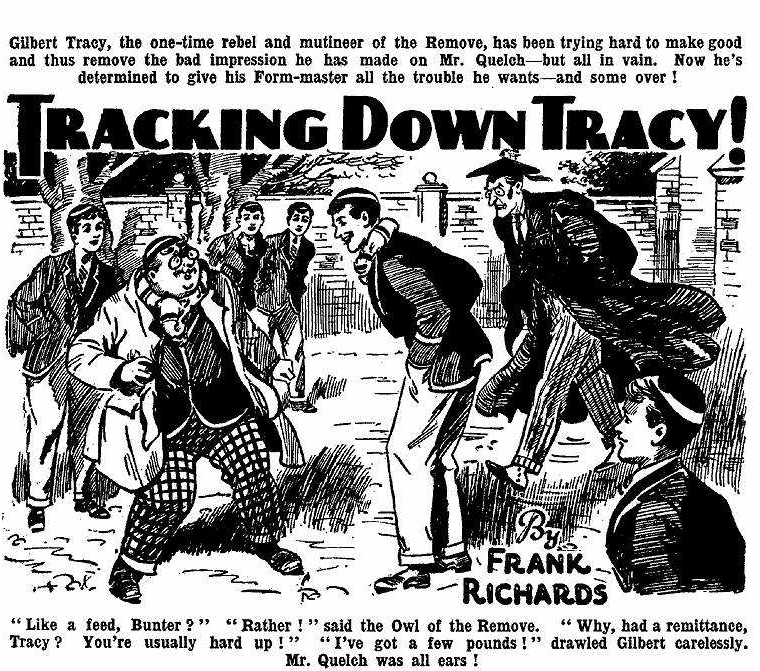 Gilbert Tracy, the one-time rebel and mutineer of the Remove, has been trying hard to make good
and thus remove the bad impression he has made on Mr. Quelch—but all in vain. Now he's
determined to give his Form-master all the trouble he wants—and some over!
TRACKING DOWN TRACY!
By
FRANK
RICHARDS
"Like a feed, Bunter?" "Rather!" said the Owl of the Remove. "Why, had a remittance,
Tracy? You're usually hard up!" "I've got a few pounds!" drawled Gilbert carelessly.
Mr. Quelch was all ears!